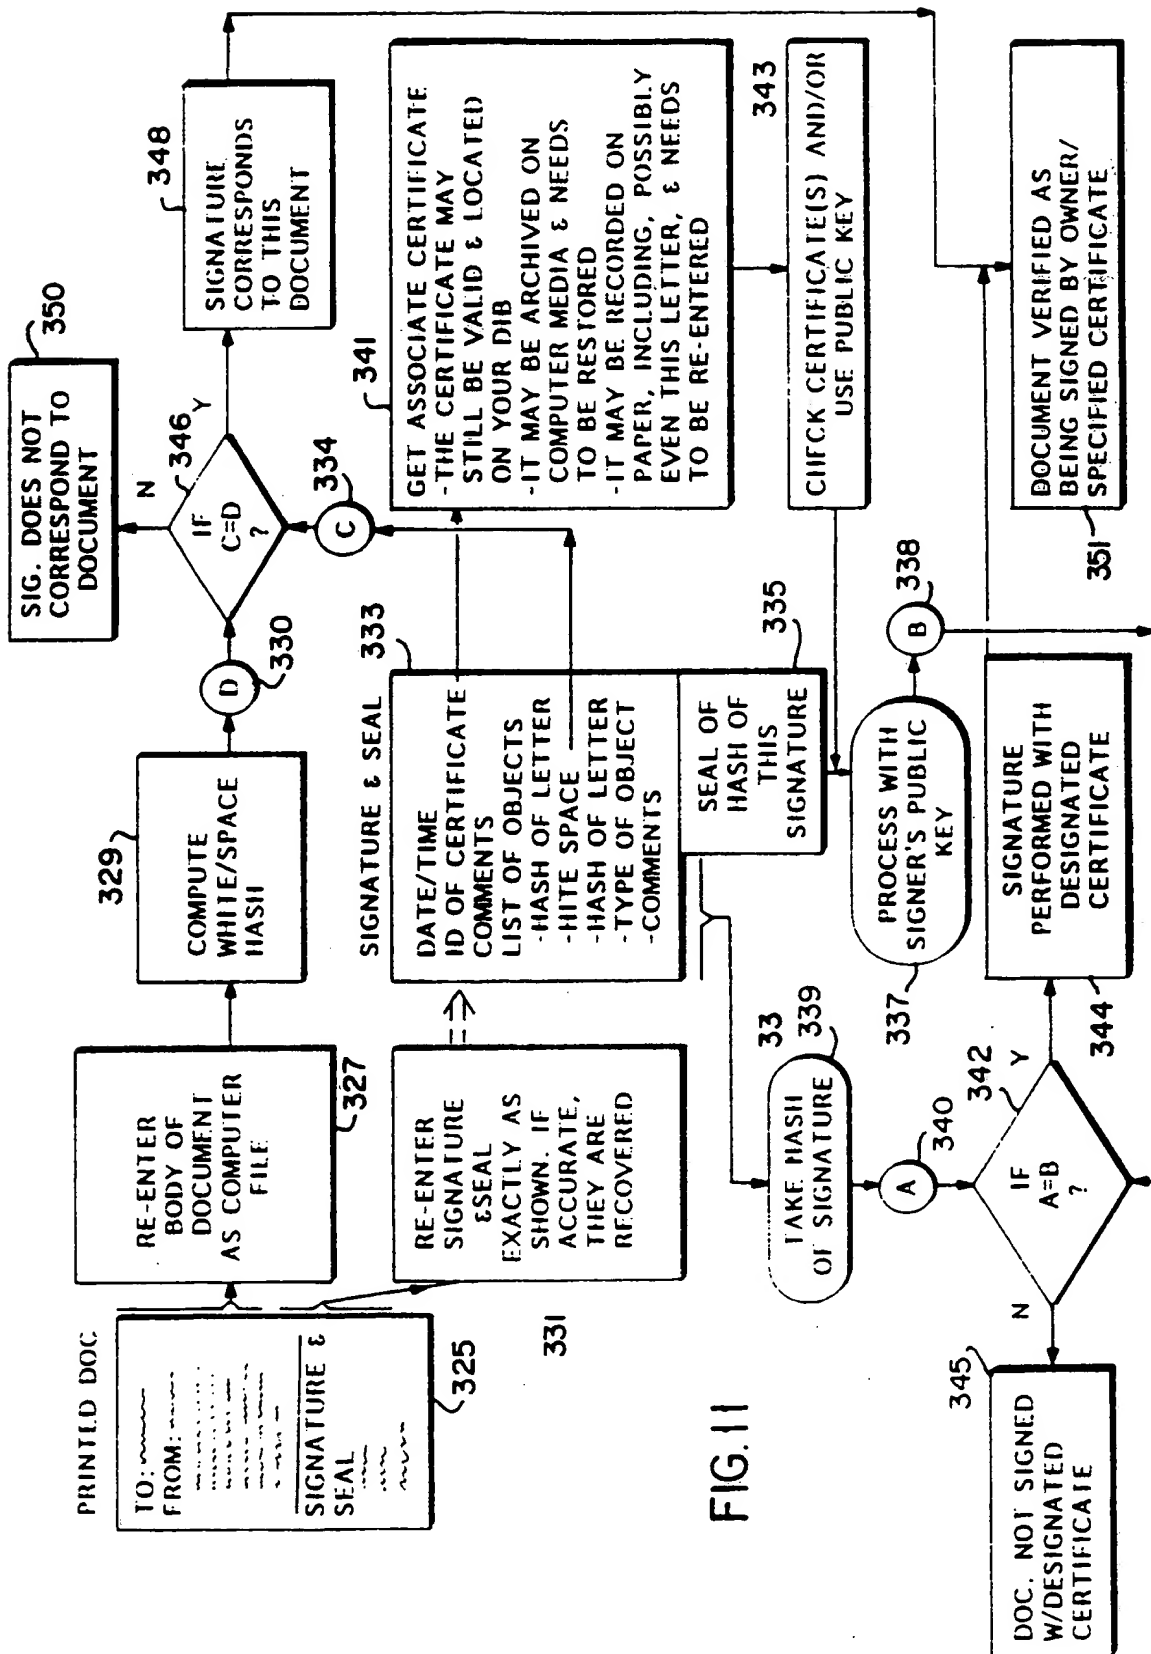 PRINTED DOC
TO:
FROM:
SIGNATURE &
SEAL
325
RE-ENTER
BODY OF
DOCUMENT
AS COMPUTER
FILE
327
COMPUTE
WHITE/SPACE
HASH
329
D
330
IF
C=D
?
346
N
Y
SIG. DOES NOT
CORRESPOND TO
DOCUMENT
350
SIGNATURE
CORRESPONDS
TO THIS
DOCUMENT
348
RE-ENTER
SIGNATURE
&SEAL
EXACTLY AS
SHOWN. IF
ACCURATE,
THEY ARE
RECOVERED
331
SIGNATURE & SEAL
333
DATE/TIME
ID OF CERTIFICATE
COMMENTS
LIST OF OBJECTS
-HASH OF LETTER
-HITE SPACE
-HASH OF LETTER
-TYPE OF OBJECT
-COMMENTS
C
334
SEAL OF
HASH OF
THIS
SIGNATURE
335
GET ASSOCIATE CERTIFICATE
-THE CERTIFICATE MAY
STILL BE VALID & LOCATED
ON YOUR DIB
-IT MAY BE ARCHIVED ON
COMPUTER MEDIA & NEEDS
TO BE RESTORED
-IT MAY BE RECORDED ON
PAPER, INCLUDING, POSSIBLY
EVEN THIS LETTER, & NEEDS
TO BE RE-ENTERED
341
CHECK CERTIFICATE(S) AND/OR
USE PUBLIC KEY
343
33
339
TAKE HASH
OF SIGNATURE
A
340
PROCESS WITH
SIGNER'S PUBLIC
KEY
337
B
338
IF
A=B
?
342
N
Y
DOC. NOT SIGNED
W/DESIGNATED
CERTIFICATE
345
SIGNATURE
PERFORMED WITH
DESIGNATED
CERTIFICATE
344
DOCUMENT VERIFIED AS
BEING SIGNED BY OWNER/
SPECIFIED CERTIFICATE
351
FIG.11